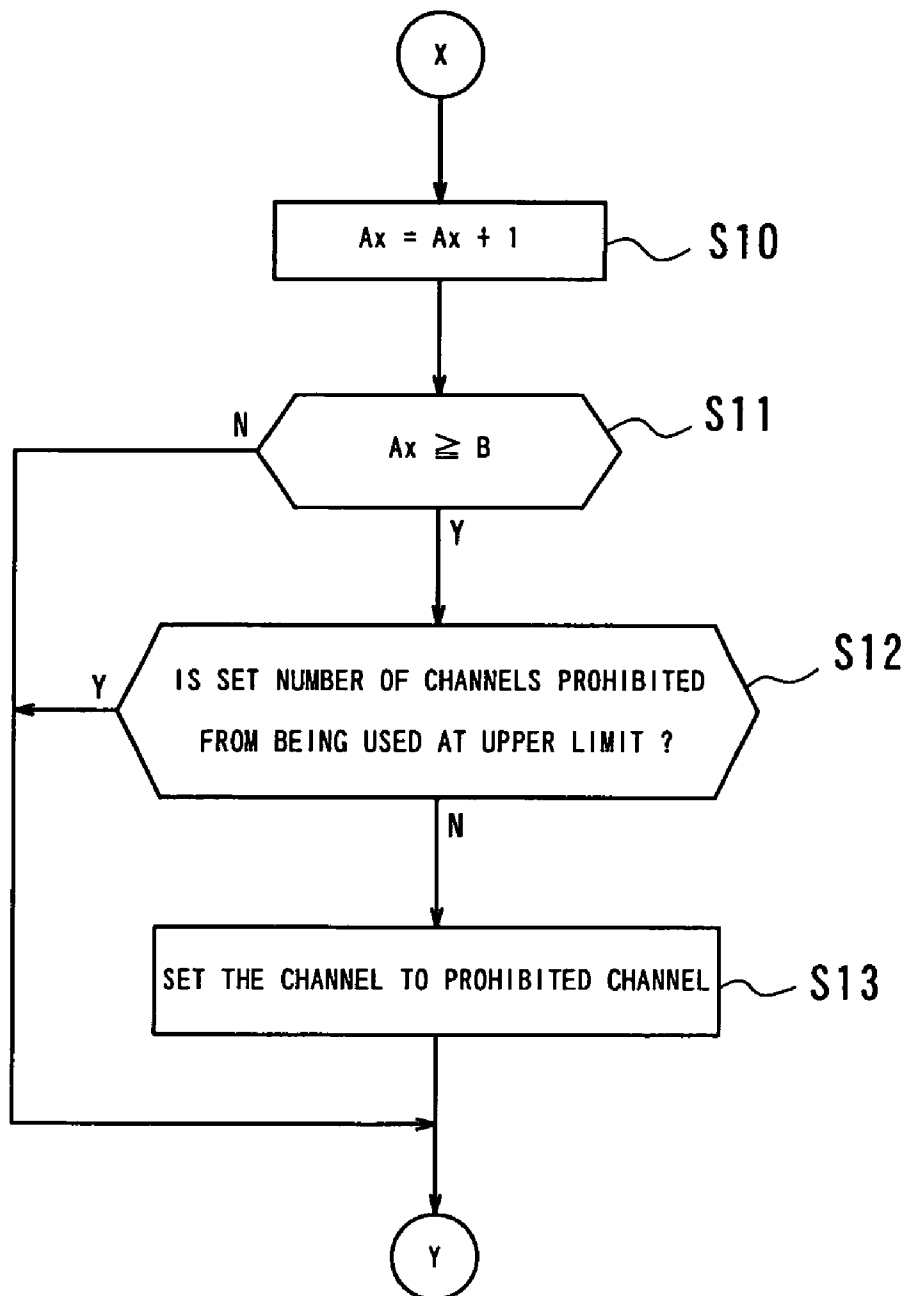 X
Ax = Ax + 1
S10
N
Ax ≧ B
S11
Y
IS SET NUMBER OF CHANNELS PROHIBITED
FROM BEING USED AT UPPER LIMIT ?
S12
Y
N
SET THE CHANNEL TO PROHIBITED CHANNEL
S13
Y